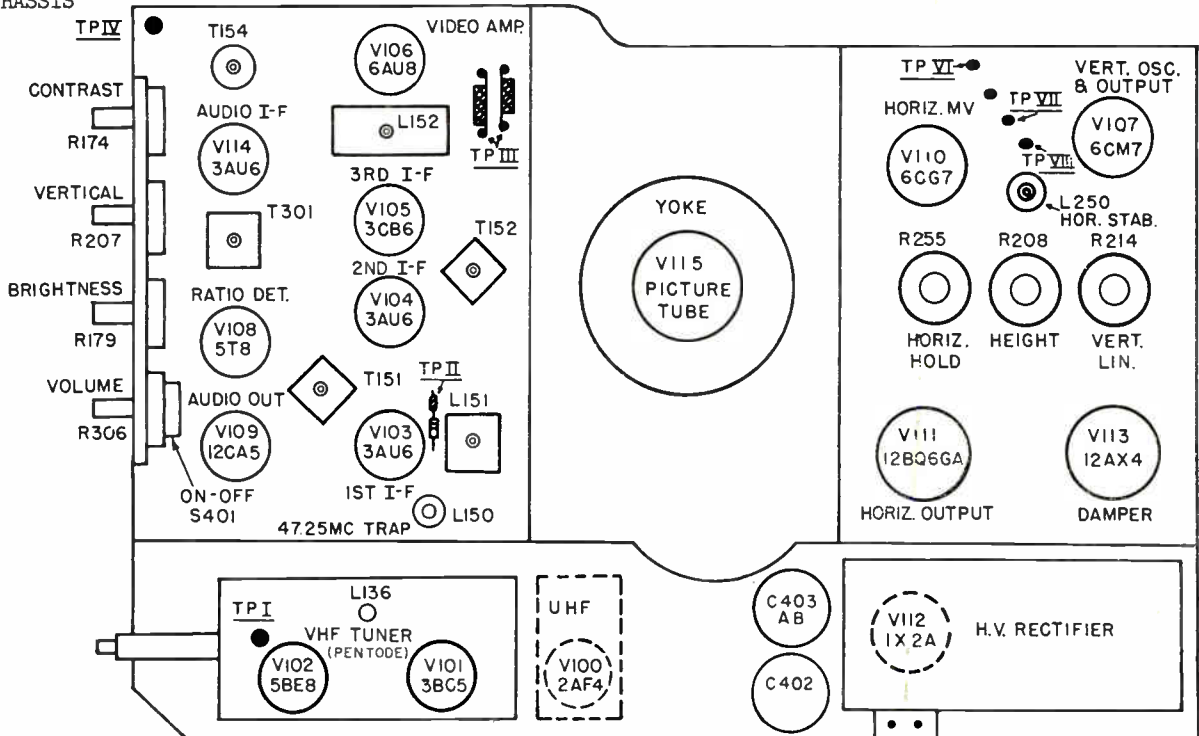 HASSIS
TP IV
T154
VIDEO AMP.
V106
6AU8
CONTRAST
R174
AUDIO I-F
V114
3AU6
L152
TP III
3RD I-F
V105
3CB6
VERTICAL
R207
T301
T152
2ND I-F
V104
3AU6
BRIGHTNESS
R179
RATIO DET.
V108
5T8
T151
TP II
L151
VOLUME
R306
AUDIO OUT
V109
12CA5
V103
3AU6
1ST I-F
ON-OFF
S401
L150
47.25MC TRAP
YOKE
V115
PICTURE
TUBE
TP VI
TP VII
VERT. OSC.
& OUTPUT
HORIZ. MV
V107
6CM7
V110
6CG7
TP VIII
L250
HOR. STAB.
R255
R208
R214
HORIZ.
HOLD
HEIGHT
VERT.
LIN.
V111
12BQ6GA
V113
12AX4
HORIZ. OUTPUT
DAMPER
TP I
L136
VHF TUNER
(PENTODE)
V102
5BE8
V101
3BC5
UHF
V100
2AF4
C403
AB
C402
V112
1X2A
H.V. RECTIFIER